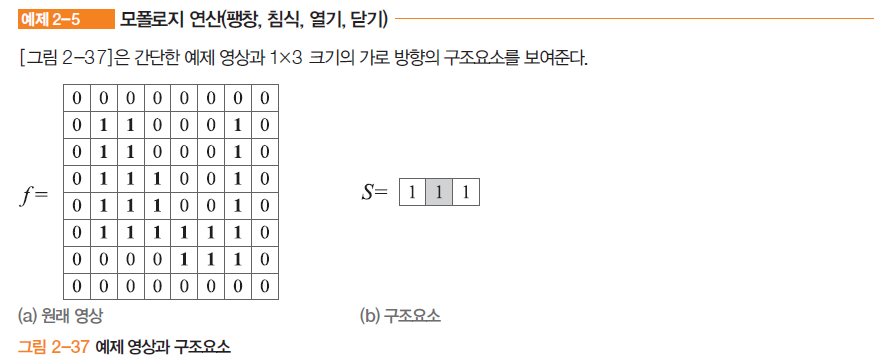 예제 2-5 모폴로지 연산(팽창, 침식, 열기, 닫기)
[그림 2-37]은 간단한 예제 영상과 1×3 크기의 가로 방향의 구조요소를 보여준다.
f=
0 0 0 0 0 0 0 0
0 1 1 0 0 0 1 0
0 1 1 0 0 0 1 0
0 1 1 1 0 0 1 0
0 1 1 1 0 0 1 0
0 1 1 1 1 1 1 0
0 0 0 0 1 1 1 0
0 0 0 0 0 0 0 0
S= 1 1 1
(a) 원래 영상
(b) 구조요소
그림 2-37 예제 영상과 구조요소